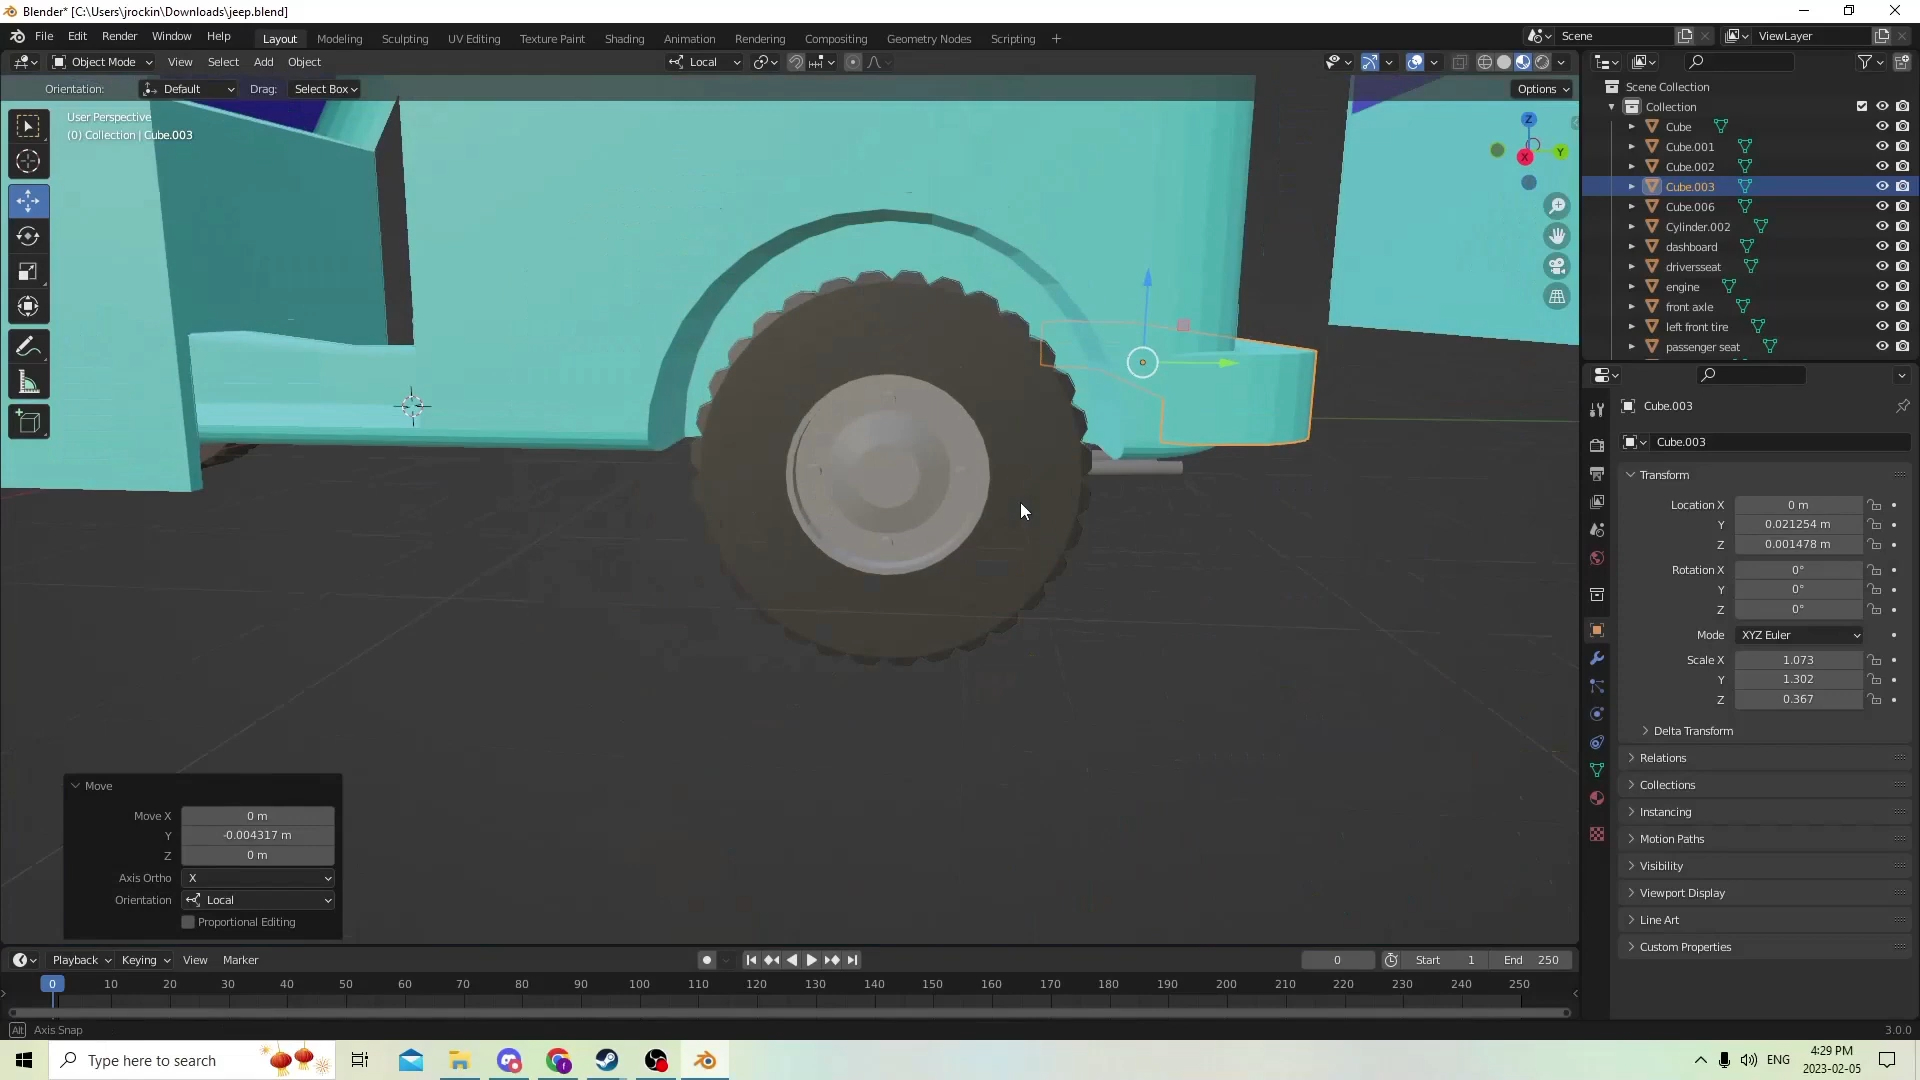 Blender* [C:\Users\jrockin\Downloads\jeep.blend]
File Edit Render Window Help Layout Modeling Sculpting UV Editing Texture Paint Shading Animation Rendering Compositing Geometry Nodes Scripting + Scene ViewLayer
Object Mode View Select Add Object Local
Orientation: Default Drag: Select Box Options
User Perspective
(0) Collection | Cube.003
Z
X Y
Scene Collection
Collection
Cube
Cube.001
Cube.002
Cube.003
Cube.006
Cylinder.002
dashboard
driversseat
engine
front axle
left front tire
passenger seat
Cube.003
Cube.003
Transform
Location X 0 m
Y 0.021254 m
Z 0.001478 m
Rotation X 0°
Y 0°
Z 0°
Mode XYZ Euler
Scale X 1.073
Y 1.302
Z 0.367
Delta Transform
Relations
Collections
Instancing
Motion Paths
Visibility
Viewport Display
Line Art
Custom Properties
Move
Move X 0 m
Y -0.004317 m
Z 0 m
Axis Ortho X
Orientation Local
Proportional Editing
Playback Keying View Marker 0 Start 1 End 250
0 10 20 30 40 50 60 70 80 90 100 110 120 130 140 150 160 170 180 190 200 210 220 230 240 250
Alt Axis Snap 3.0.0
Type here to search ENG 4:29 PM
2023-02-05